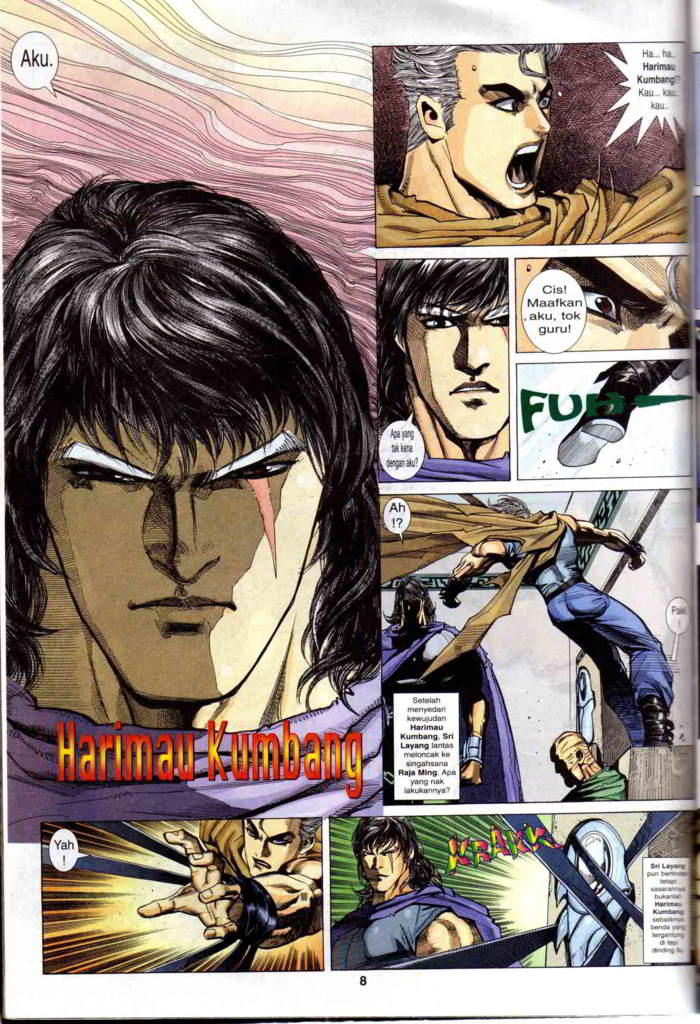 Aku.
Ha... ha..
Harimau
Kumbang!?
Kau... kau..
kau..
Apa yang
tak kena
dengan aku?
Cis!
Maafkan
aku, tok
guru!
FUH
Ah
!?
Setelah
menyedari
kewujudan
Harimau
Kumbang, Sri
Layang lantas
meloncat ke
singahsana
Raja Ming. Apa
yang nak
lakukannya?
Harimau Kumbang
Yah
!
KRAKK
Sri Layang
pun bertindak
tetapi
sasarannya
bukanlah
Harimau
Kumbang
sebaliknya
benda yang
tergantung
di tepi
dinding itu.
8